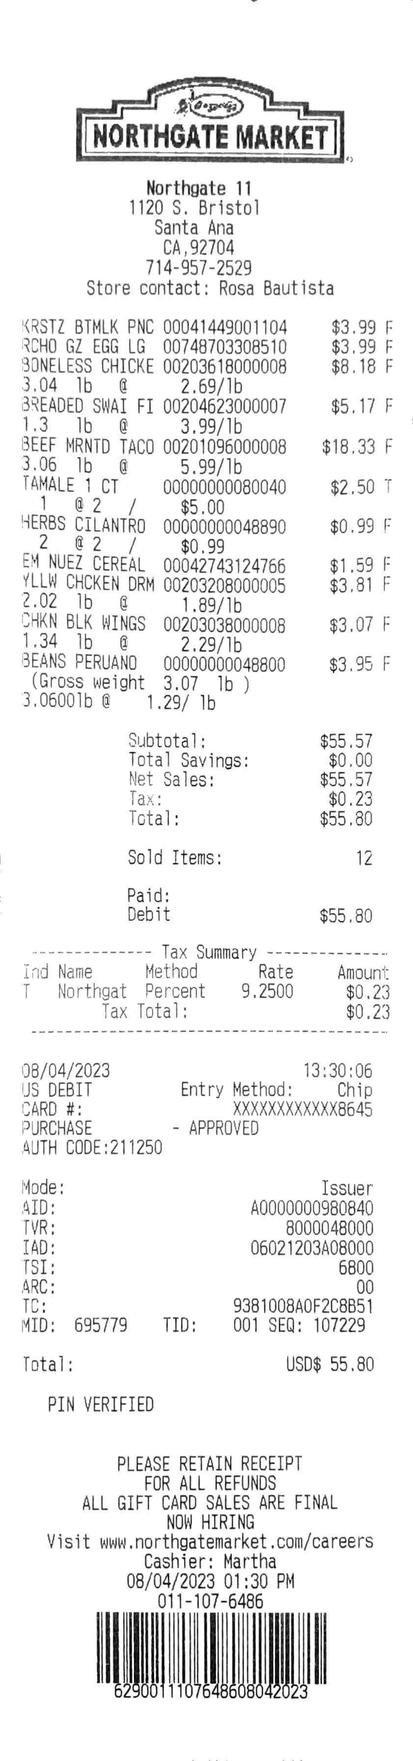 NORTHGATE MARKET
Northgate 11
1120 S. Bristol
Santa Ana
CA,92704
714-957-2529
Store contact: Rosa Bautista
KRSTZ BTMLK PNC 00041449001104 $3.99 F
RCHO GZ EGG LG 00748703308510 $3.99 F
BONELESS CHICKE 00203618000008 $8.18 F
3.04 lb @ 2.69/lb
BREADED SWAI FI 00204623000007 $5.17 F
1.3 lb @ 3.99/lb
BEEF MRNTD TACO 00201096000008 $18.33 F
3.06 lb @ 5.99/lb
TAMALE 1 CT 00000000080040 $2.50 T
1 @ 2 / $5.00
HERBS CILANTRO 00000000048890 $0.99 F
2 @ 2 / $0.99
EM NUEZ CEREAL 00042743124766 $1.59 F
YLLW CHCKEN DRM 00203208000005 $3.81 F
2.02 lb @ 1.89/lb
CHKN BLK WINGS 00203038000008 $3.07 F
1.34 lb @ 2.29/lb
BEANS PERUANO 00000000048800 $3.95 F
(Gross weight 3.07 lb )
3.0600lb @ 1.29/ lb
Subtotal: $55.57
Total Savings: $0.00
Net Sales: $55.57
Tax: $0.23
Total: $55.80
Sold Items: 12
Paid:
Debit $55.80
-------------- Tax Summary --------------
Ind Name Method Rate Amount
T Northgat Percent 9.2500 $0.23
Tax Total: $0.23
-----------------------------------------
08/04/2023 13:30:06
US DEBIT Entry Method: Chip
CARD #: XXXXXXXXXXXX8645
PURCHASE - APPROVED
AUTH CODE:211250
Mode: Issuer
AID: A0000000980840
TVR: 8000048000
IAD: 06021203A08000
TSI: 6800
ARC: 00
TC: 9381008A0F2C8B51
MID: 695779 TID: 001 SEQ: 107229
Total: USD$ 55.80
PIN VERIFIED
PLEASE RETAIN RECEIPT
FOR ALL REFUNDS
ALL GIFT CARD SALES ARE FINAL
NOW HIRING
Visit www.northgatemarket.com/careers
Cashier: Martha
08/04/2023 01:30 PM
011-107-6486
6290011107648608042023